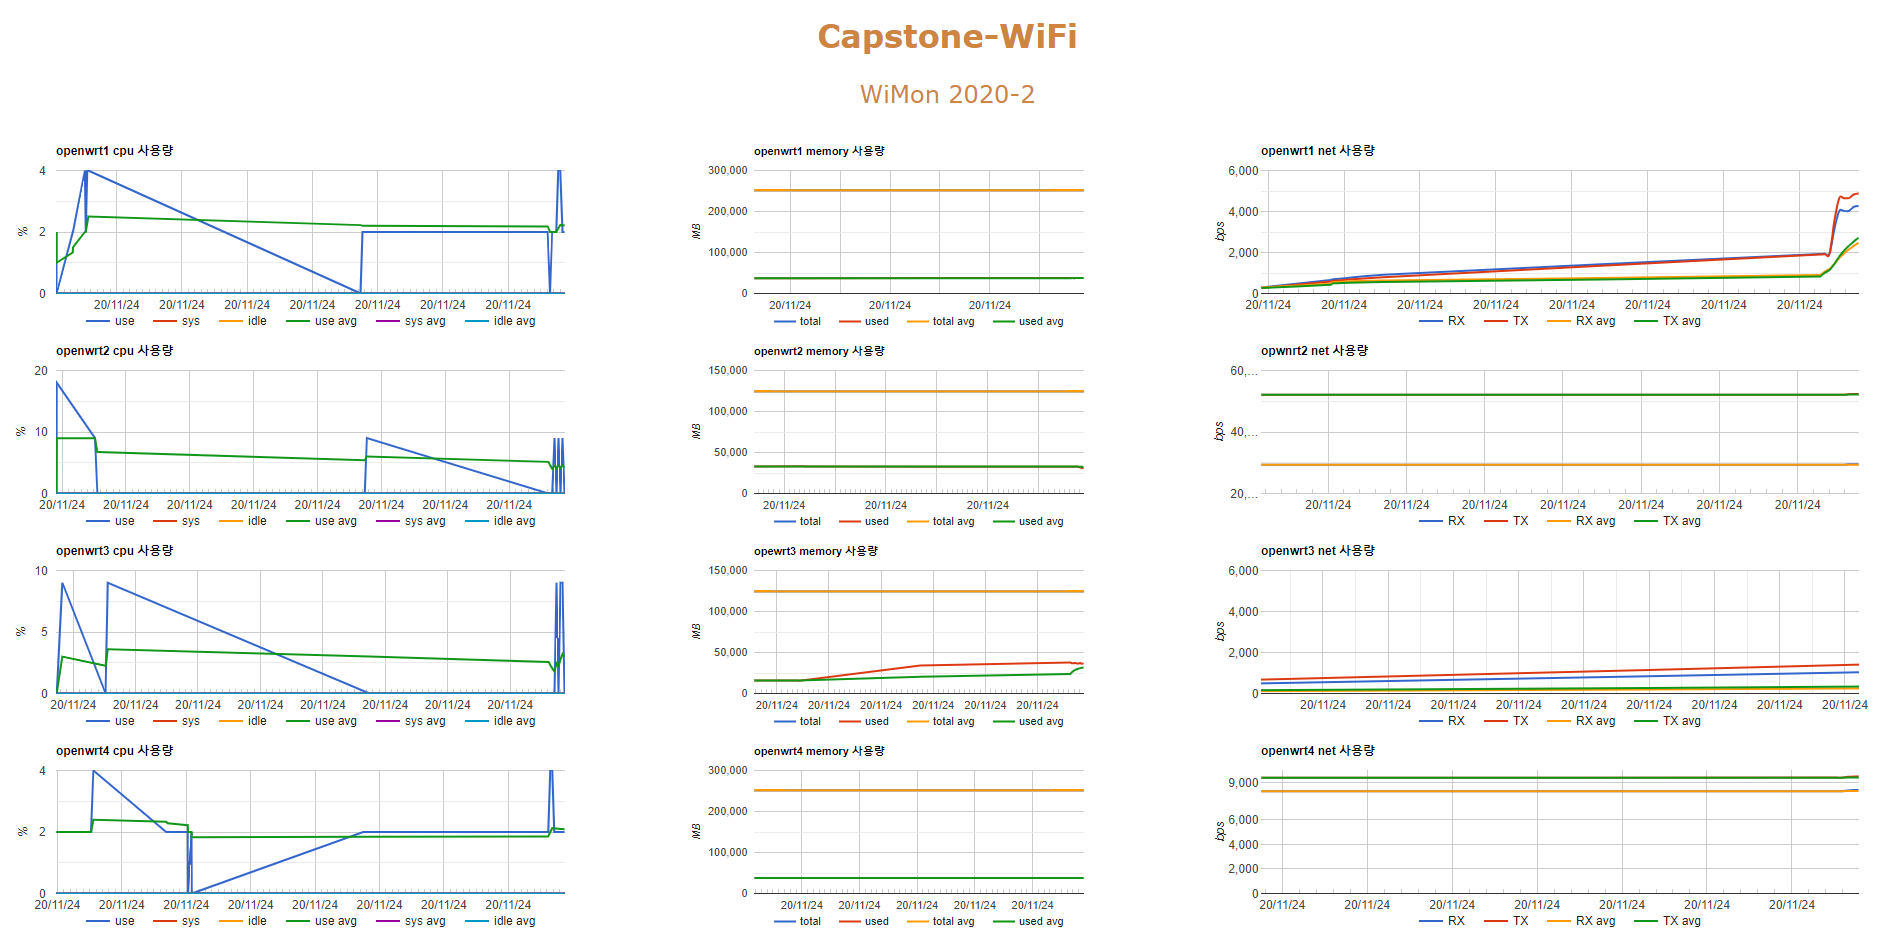 Capstone-WiFi
WiMon 2020-2
openwrt1 cpu 사용량
4
2
0
%
20/11/24 20/11/24 20/11/24 20/11/24 20/11/24 20/11/24 20/11/24
use sys idle use avg sys avg idle avg
openwrt1 memory 사용량
300,000
200,000
100,000
0
MB
20/11/24 20/11/24 20/11/24
total used total avg used avg
openwrt1 net 사용량
6,000
4,000
2,000
0
bps
20/11/24 20/11/24 20/11/24 20/11/24 20/11/24 20/11/24 20/11/24 20/11/24
RX TX RX avg TX avg
openwrt2 cpu 사용량
20
10
0
%
20/11/24 20/11/24 20/11/24 20/11/24 20/11/24 20/11/24 20/11/24 20/11/24
use sys idle use avg sys avg idle avg
openwrt2 memory 사용량
150,000
100,000
50,000
0
MB
20/11/24 20/11/24 20/11/24
total used total avg used avg
opwnrt2 net 사용량
60,...
40,...
20,...
bps
20/11/24 20/11/24 20/11/24 20/11/24 20/11/24 20/11/24 20/11/24
RX TX RX avg TX avg
openwrt3 cpu 사용량
10
5
0
%
20/11/24 20/11/24 20/11/24 20/11/24 20/11/24 20/11/24 20/11/24 20/11/24
use sys idle use avg sys avg idle avg
opewrt3 memory 사용량
150,000
100,000
50,000
0
MB
20/11/24 20/11/24 20/11/24 20/11/24 20/11/24 20/11/24
total used total avg used avg
openwrt3 net 사용량
6,000
4,000
2,000
0
bps
20/11/24 20/11/24 20/11/24 20/11/24 20/11/24 20/11/24 20/11/24 20/11/24 20/11/24
RX TX RX avg TX avg
openwrt4 cpu 사용량
4
2
0
%
20/11/24 20/11/24 20/11/24 20/11/24 20/11/24 20/11/24 20/11/24 20/11/24
use sys idle use avg sys avg idle avg
openwrt4 memory 사용량
300,000
200,000
100,000
0
MB
20/11/24 20/11/24 20/11/24 20/11/24 20/11/24
total used total avg used avg
openwrt4 net 사용량
9,000
6,000
4,000
2,000
0
bps
20/11/24 20/11/24 20/11/24 20/11/24 20/11/24 20/11/24 20/11/24
RX TX RX avg TX avg